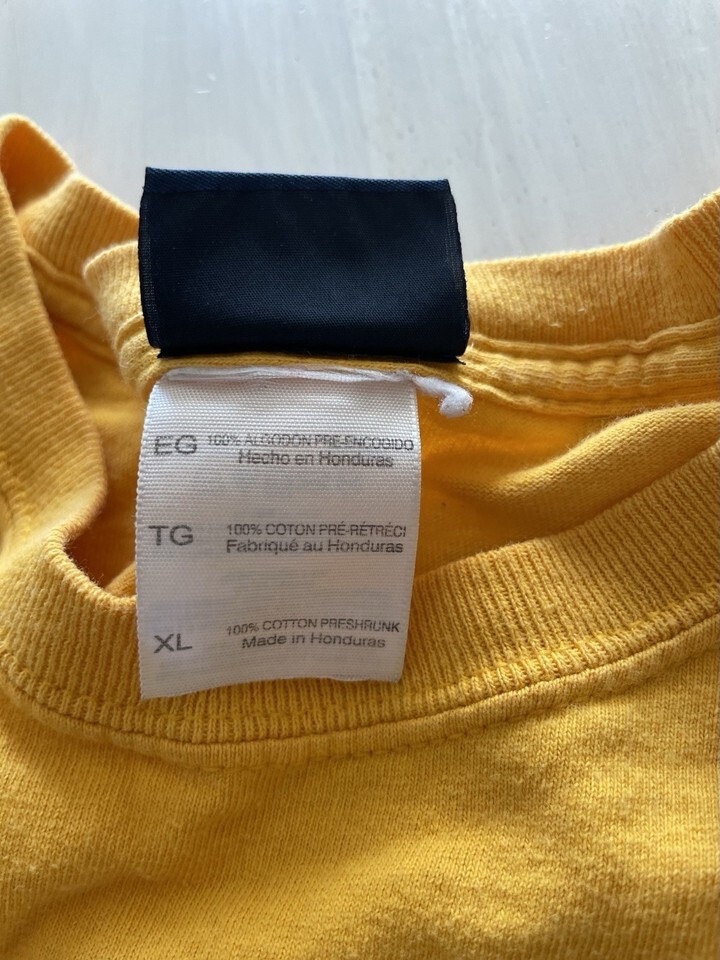 EG 100% ALGODÓN PRE-ENCOGIDO
Hecho en Honduras
TG 100% COTON PRÉ-RÉTRÉCI
Fabriqué au Honduras
XL 100% COTTON PRESHRUNK
Made in Honduras